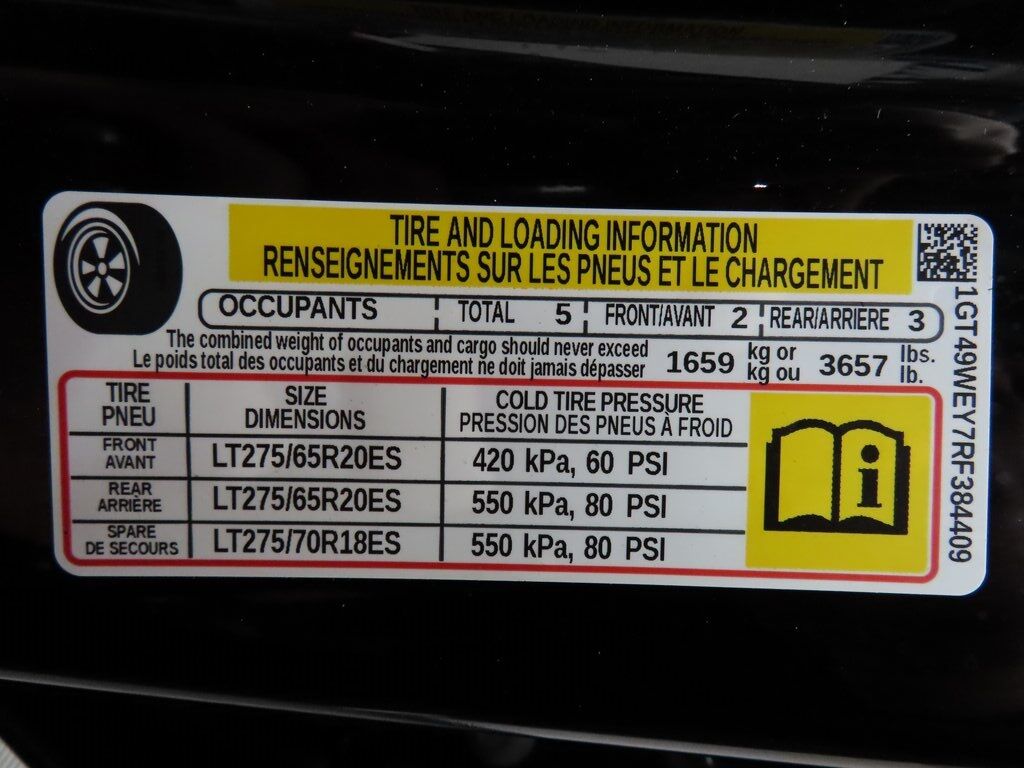 TIRE AND LOADING INFORMATION
RENSEIGNEMENTS SUR LES PNEUS ET LE CHARGEMENT
OCCUPANTS TOTAL 5 FRONT/AVANT 2 REAR/ARRIÈRE 3
The combined weight of occupants and cargo should never exceed 1659 kg or 3657 lbs.
Le poids total des occupants et du chargement ne doit jamais dépasser kg ou lb.
TIRE SIZE COLD TIRE PRESSURE
PNEU DIMENSIONS PRESSION DES PNEUS À FROID
FRONT
AVANT LT275/65R20ES 420 kPa, 60 PSI
REAR
ARRIÈRE LT275/65R20ES 550 kPa, 80 PSI
SPARE
DE SECOURS LT275/70R18ES 550 kPa, 80 PSI
i
1GT49WEY7RF384409